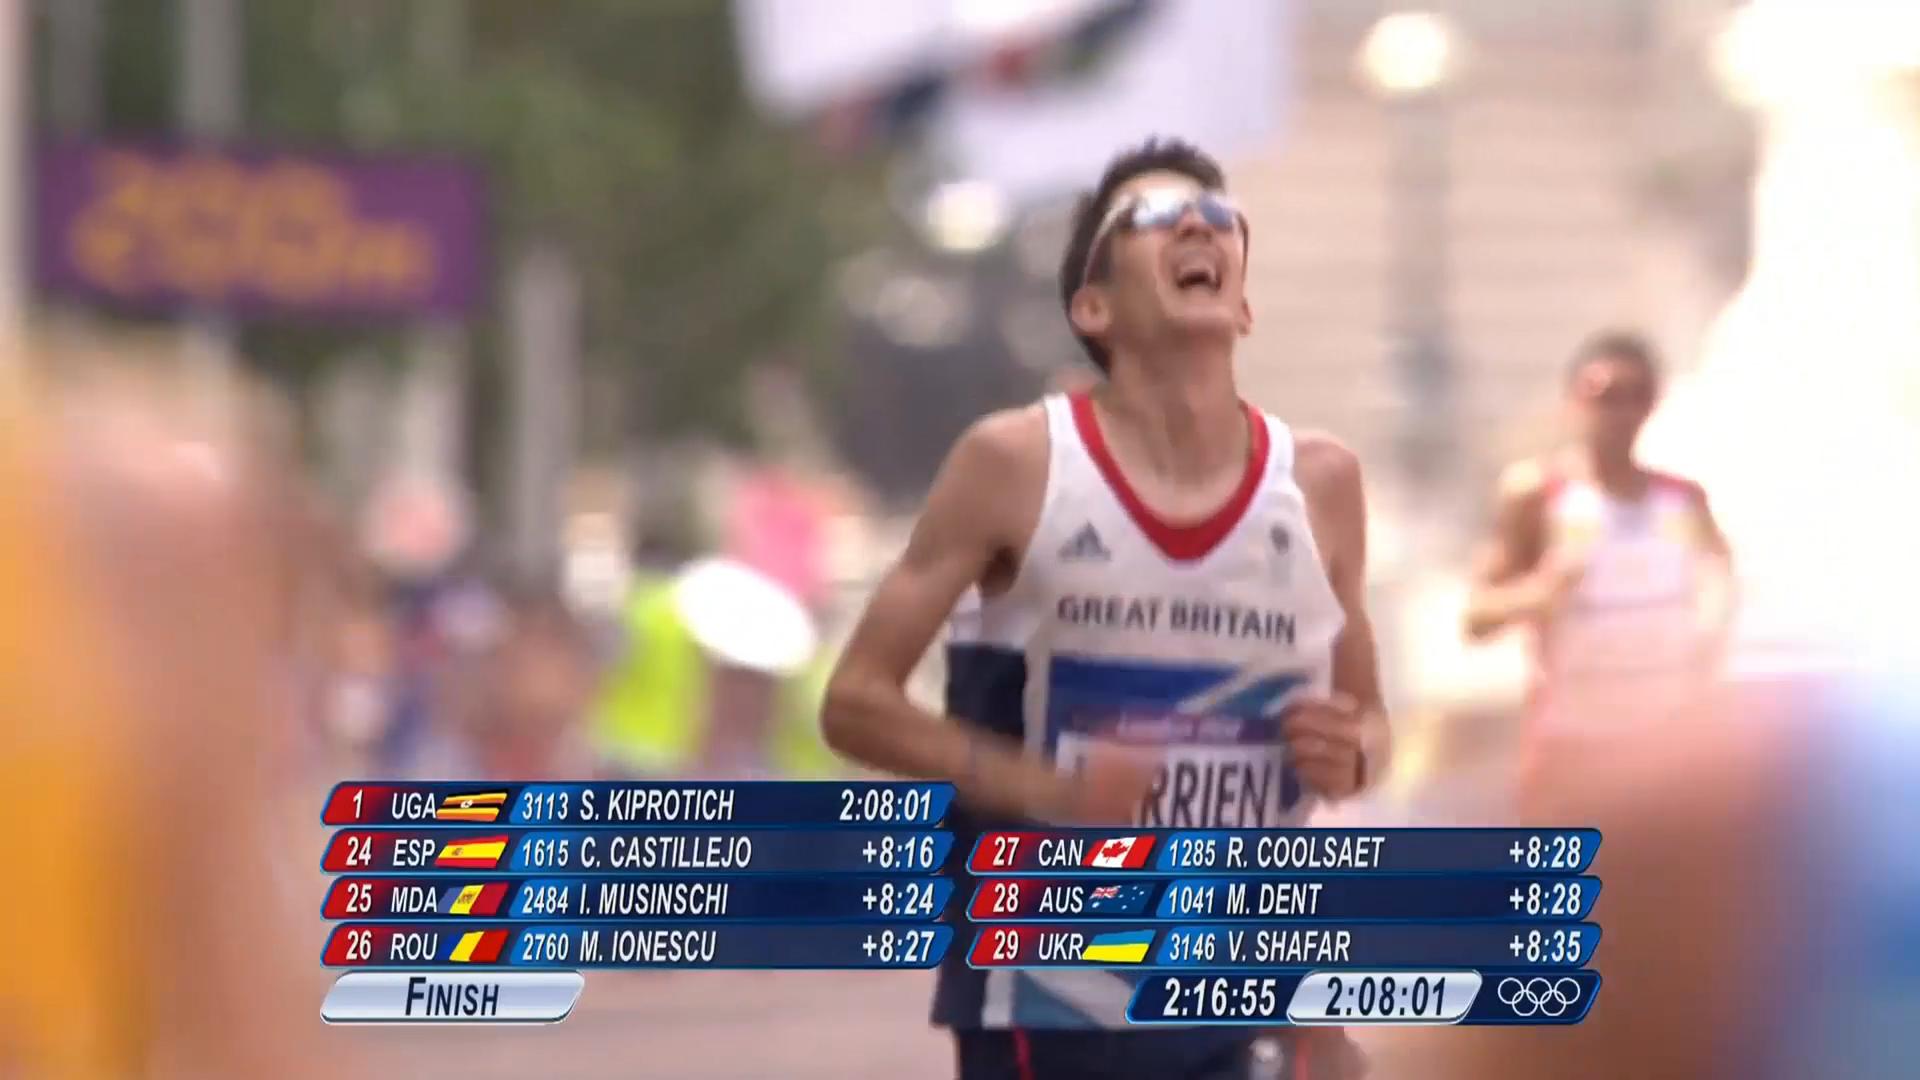 GREAT BRITAIN
RRIEN
1 UGA 3113 S. KIPROTICH 2:08:01
24 ESP 1615 C. CASTILLEJO +8:16
25 MDA 2484 I. MUSINSCHI +8:24
26 ROU 2760 M. IONESCU +8:27
27 CAN 1285 R. COOLSAET +8:28
28 AUS 1041 M. DENT +8:28
29 UKR 3146 V. SHAFAR +8:35
FINISH
2:16:55 2:08:01